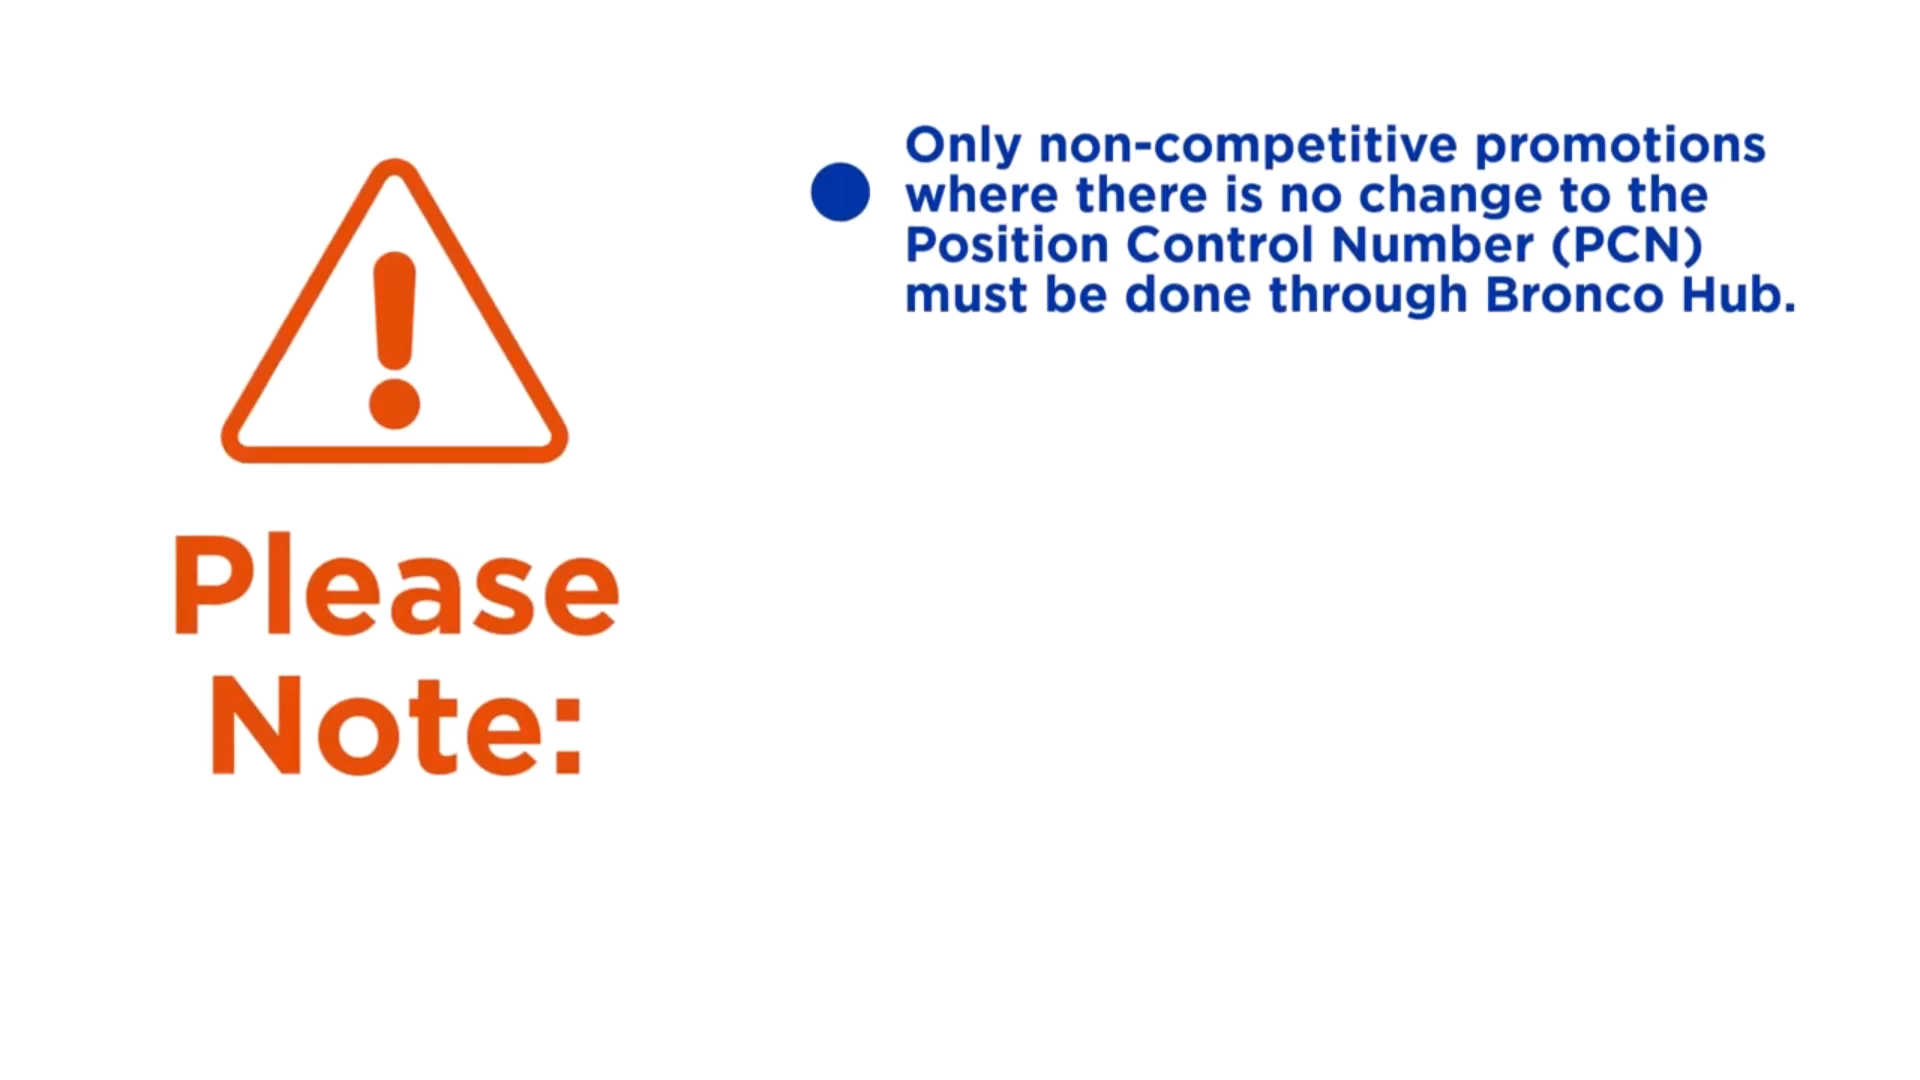 Please
Note:
Only non-competitive promotions
where there is no change to the
Position Control Number (PCN)
must be done through Bronco Hub.